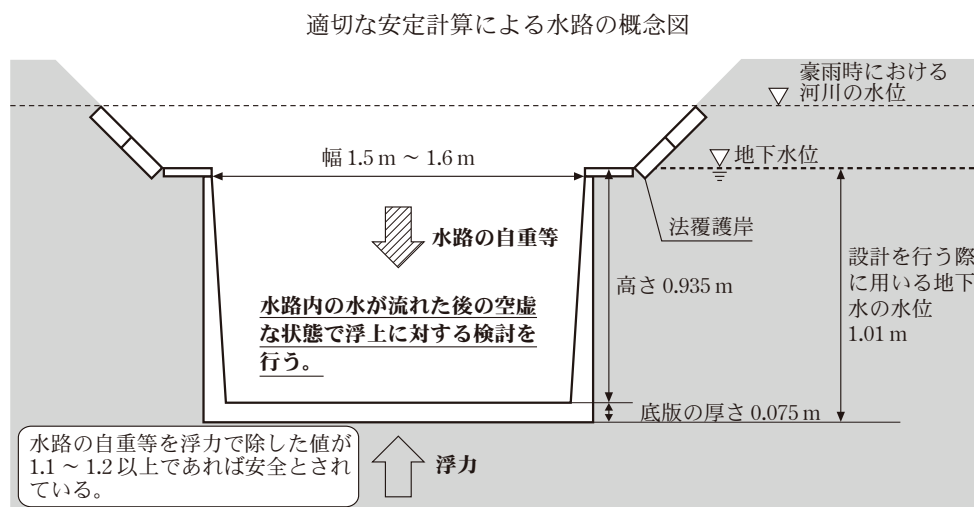 適切な安定計算による水路の概念図
豪雨時における
河川の水位
幅 1.5 m ~ 1.6 m
地下水位
水路の自重等
法覆護岸
高さ 0.935 m
設計を行う際
に用いる地下
水の水位
1.01 m
水路内の水が流れた後の空虚
な状態で浮上に対する検討を
行う。
底版の厚さ 0.075 m
水路の自重等を浮力で除した値が
1.1 ~ 1.2 以上であれば安全とされ
ている。
浮力